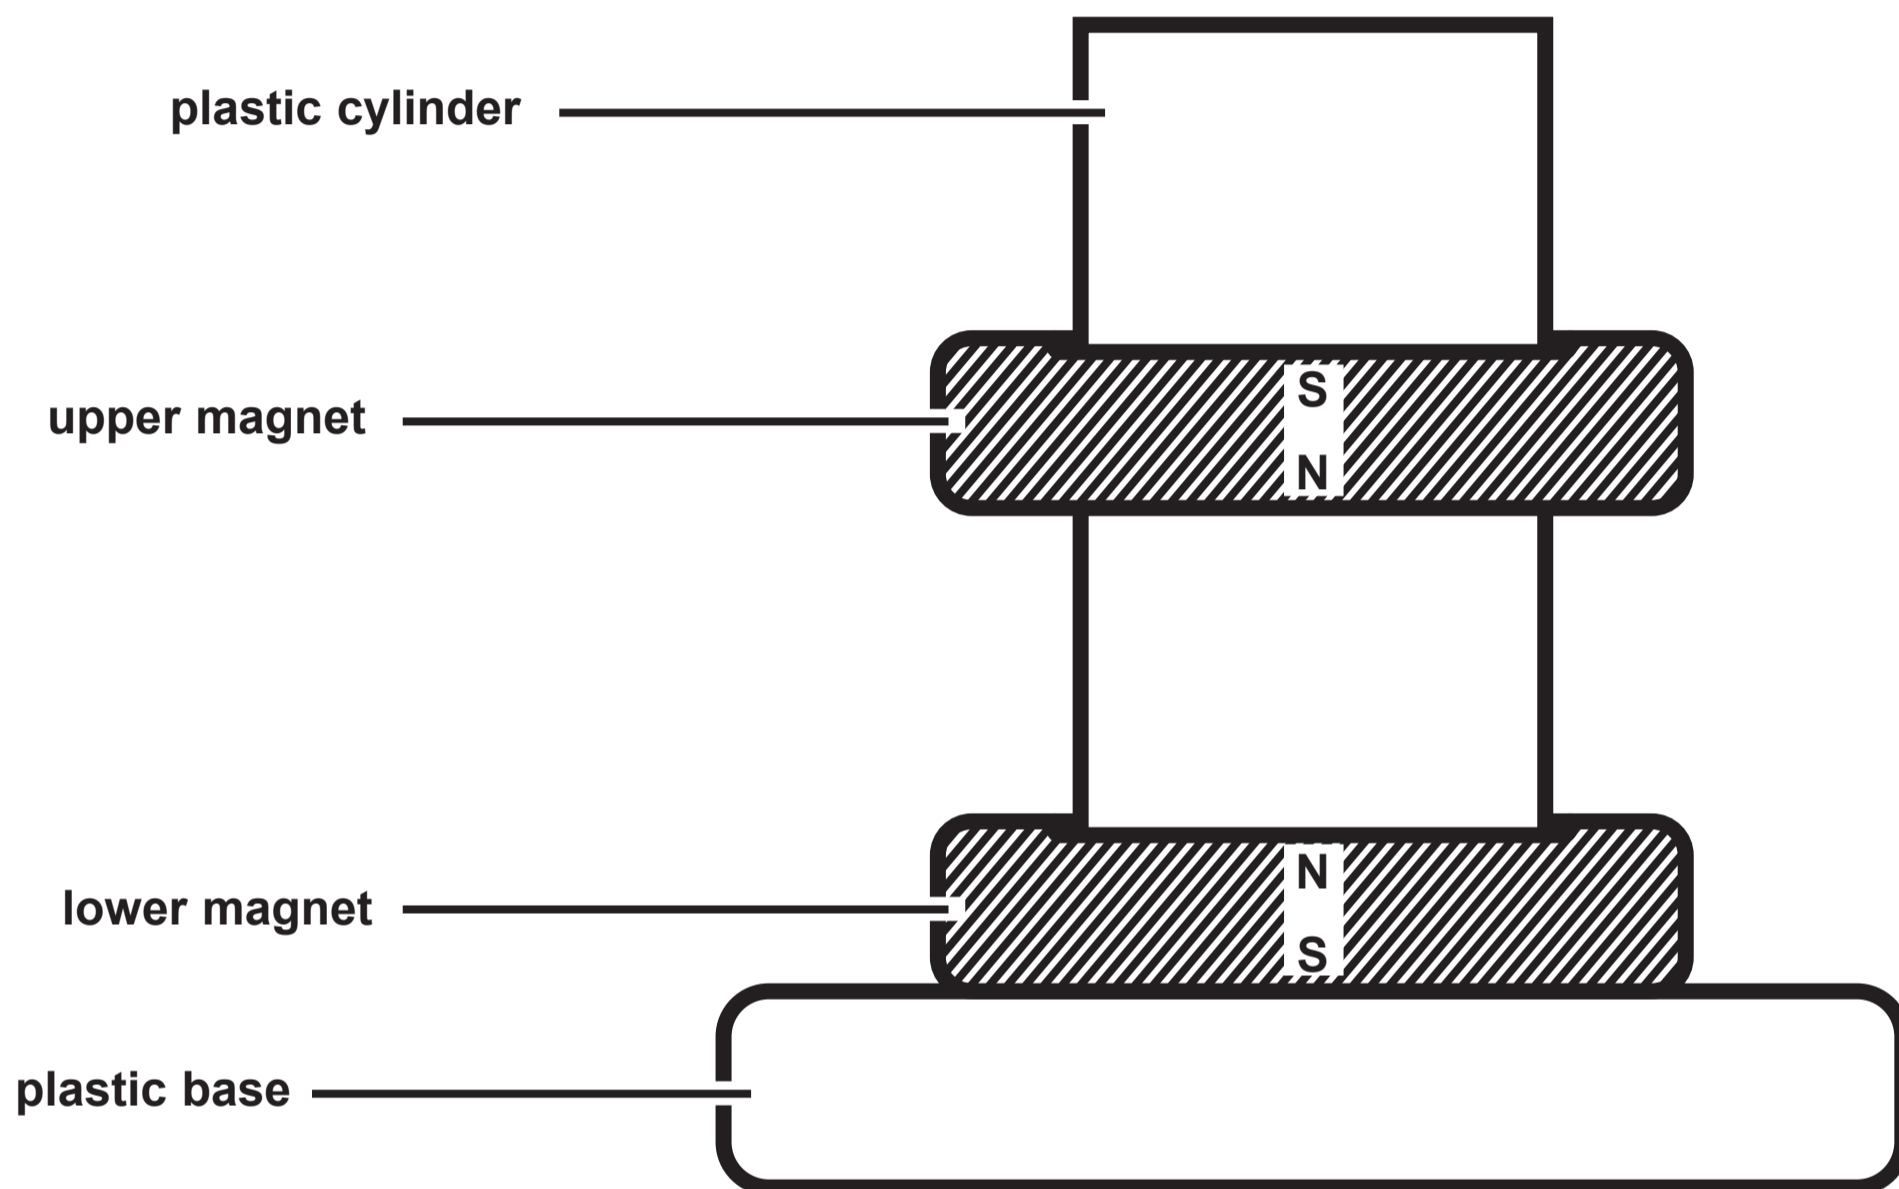 plastic cylinder
upper magnet
S
N
lower magnet
N
S
plastic base